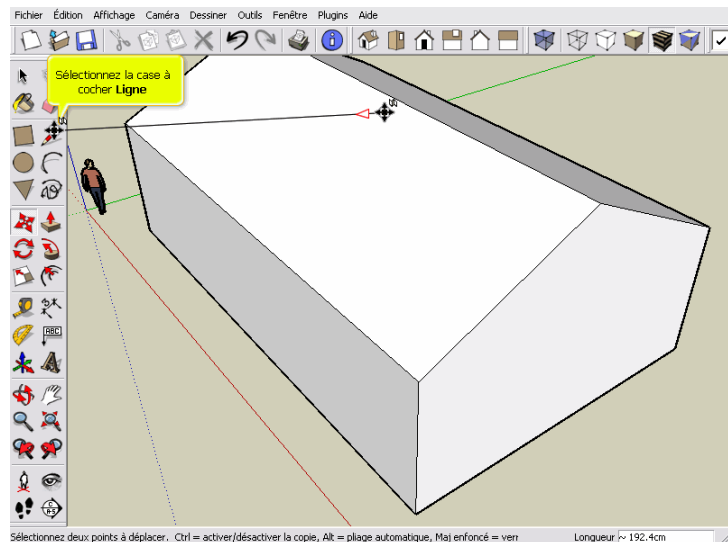 Fichier Édition Affichage Caméra Dessiner Outils Fenêtre Plugins Aide
Sélectionnez la case à
cocher Ligne
ABC
Sélectionnez deux points à déplacer. Ctrl = activer/désactiver la copie, Alt = pliage automatique, Maj enfoncé = verr
Longueur ~ 192.4cm